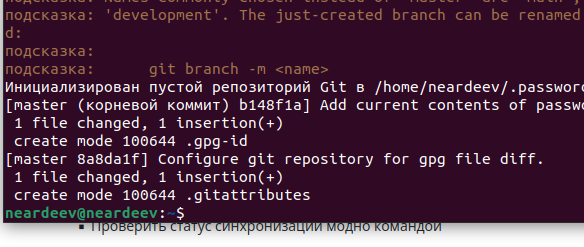 подсказка: 'development'. The just-created branch can be renamed
d:
подсказка:
подсказка:      git branch -m <name>
Инициализирован пустой репозиторий Git в /home/neardeev/.passwor
[master (корневой коммит) b148f1a] Add current contents of passwo
 1 file changed, 1 insertion(+)
 create mode 100644 .gpg-id
[master 8a8da1f] Configure git repository for gpg file diff.
 1 file changed, 1 insertion(+)
 create mode 100644 .gitattributes
neardeev@neardeev:~$
Проверить статус синхронизации модно командой